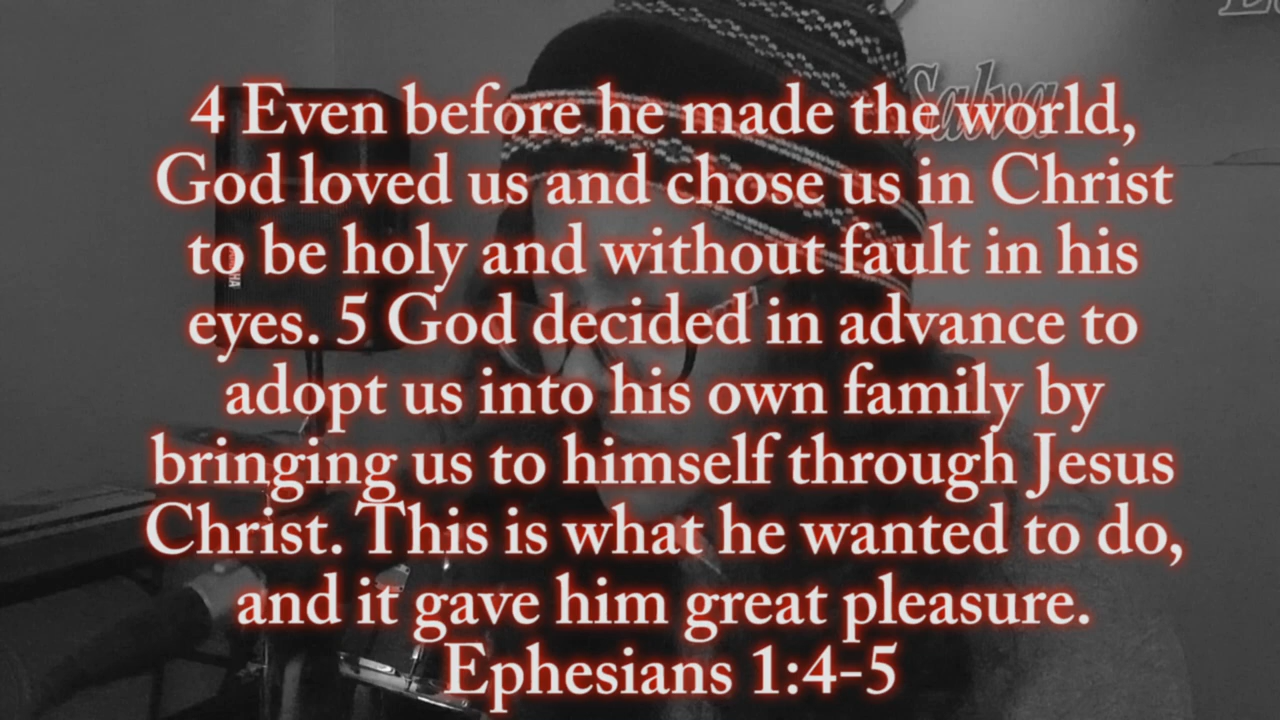 4 Even before he made the world,
God loved us and chose us in Christ
to be holy and without fault in his
eyes. 5 God decided in advance to
adopt us into his own family by
bringing us to himself through Jesus
Christ. This is what he wanted to do,
and it gave him great pleasure.
Ephesians 1:4-5
Salva